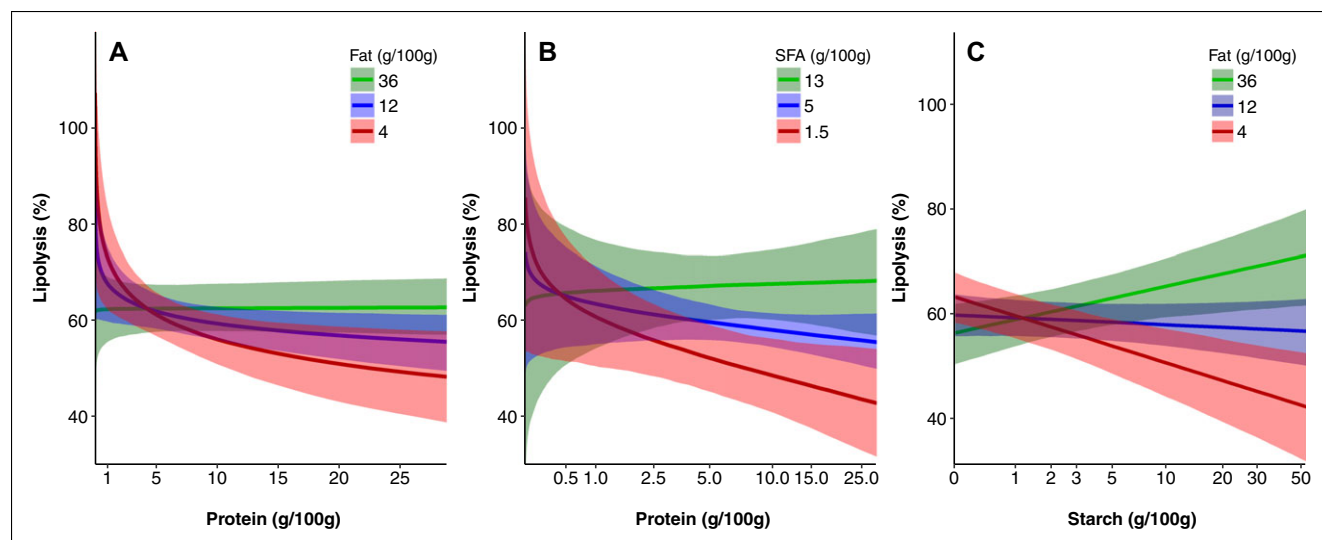 A
Fat (g/100g)
36
12
4
100
80
60
40
Lipolysis (%)
1 5 10 15 20 25
Protein (g/100g)
B
SFA (g/100g)
13
5
1.5
100
80
60
40
Lipolysis (%)
0.5 1.0 2.5 5.0 10.0 15.0 25.0
Protein (g/100g)
C
Fat (g/100g)
36
12
4
100
80
60
40
Lipolysis (%)
0 1 2 3 5 10 20 30 50
Starch (g/100g)